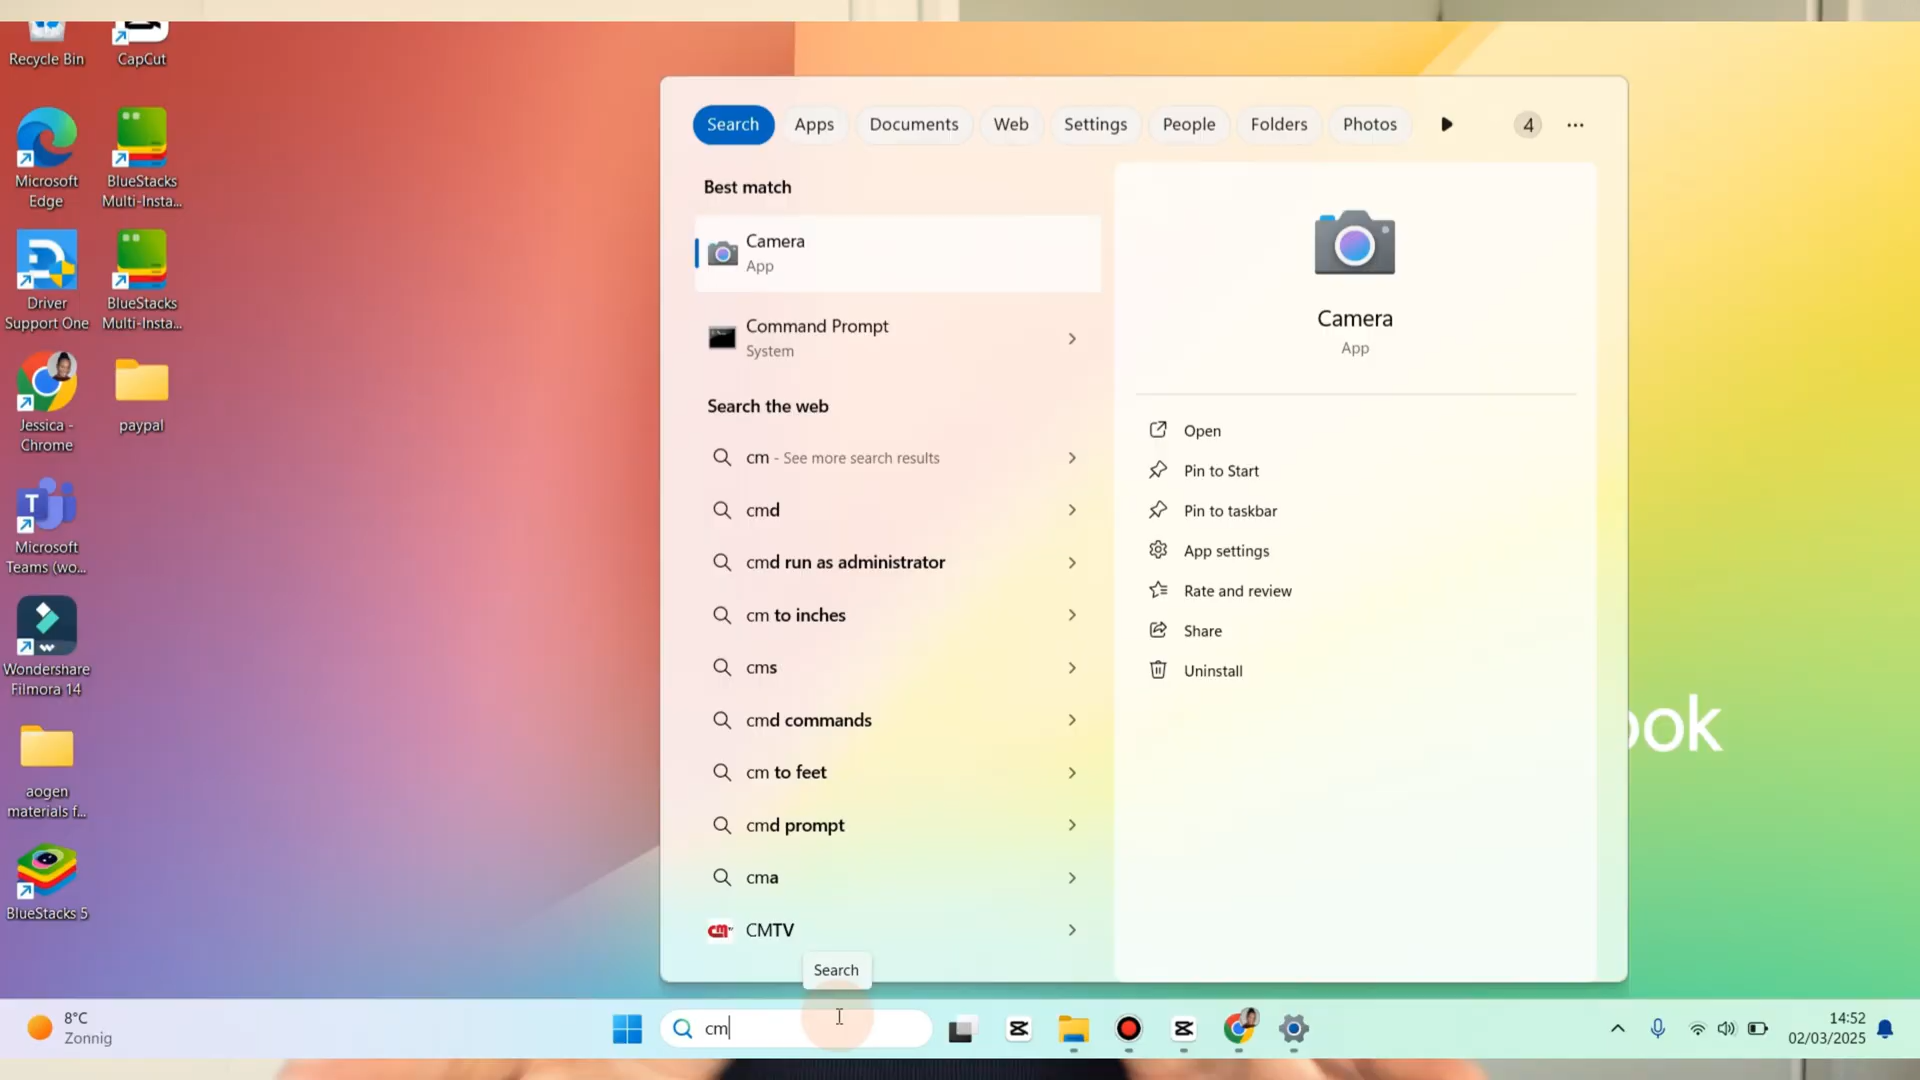 Recycle Bin
CapCut
Microsoft
Edge
BlueStacks
Multi-Insta...
Driver
Support One
BlueStacks
Multi-Insta...
Jessica -
Chrome
paypal
T
Microsoft
Teams (wo...
Wondershare
Filmora 14
aogen
materials f...
BlueStacks 5
Search
Apps
Documents
Web
Settings
People
Folders
Photos
4
Best match
Camera
App
Command Prompt
System
Search the web
cm - See more search results
cmd
cmd run as administrator
cm to inches
cms
cmd commands
cm to feet
cmd prompt
cma
cm
CMTV
Camera
App
Open
Pin to Start
Pin to taskbar
App settings
Rate and review
Share
Uninstall
ook
Search
8°C
Zonnig
cm
14:52
02/03/2025